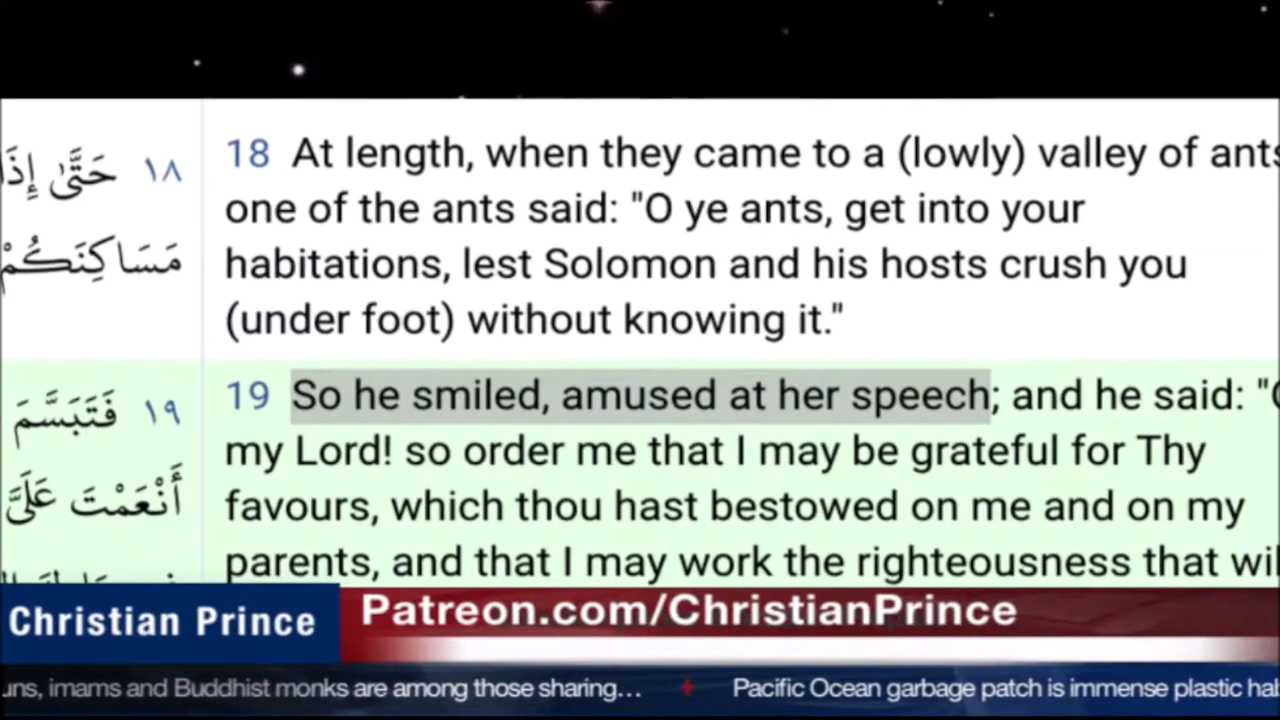 ١٨ حَتَّىٰ إِذَا
مَسَاكِنَكُمْ
18 At length, when they came to a (lowly) valley of ants
one of the ants said: "O ye ants, get into your
habitations, lest Solomon and his hosts crush you
(under foot) without knowing it."
١٩ فَتَبَسَّمَ
أَنْعَمْتَ عَلَيَّ
19 So he smiled, amused at her speech; and he said: "O
my Lord! so order me that I may be grateful for Thy
favours, which thou hast bestowed on me and on my
parents, and that I may work the righteousness that wil
Christian Prince
Patreon.com/ChristianPrince
uns, imams and Buddhist monks are among those sharing... Pacific Ocean garbage patch is immense plastic hab